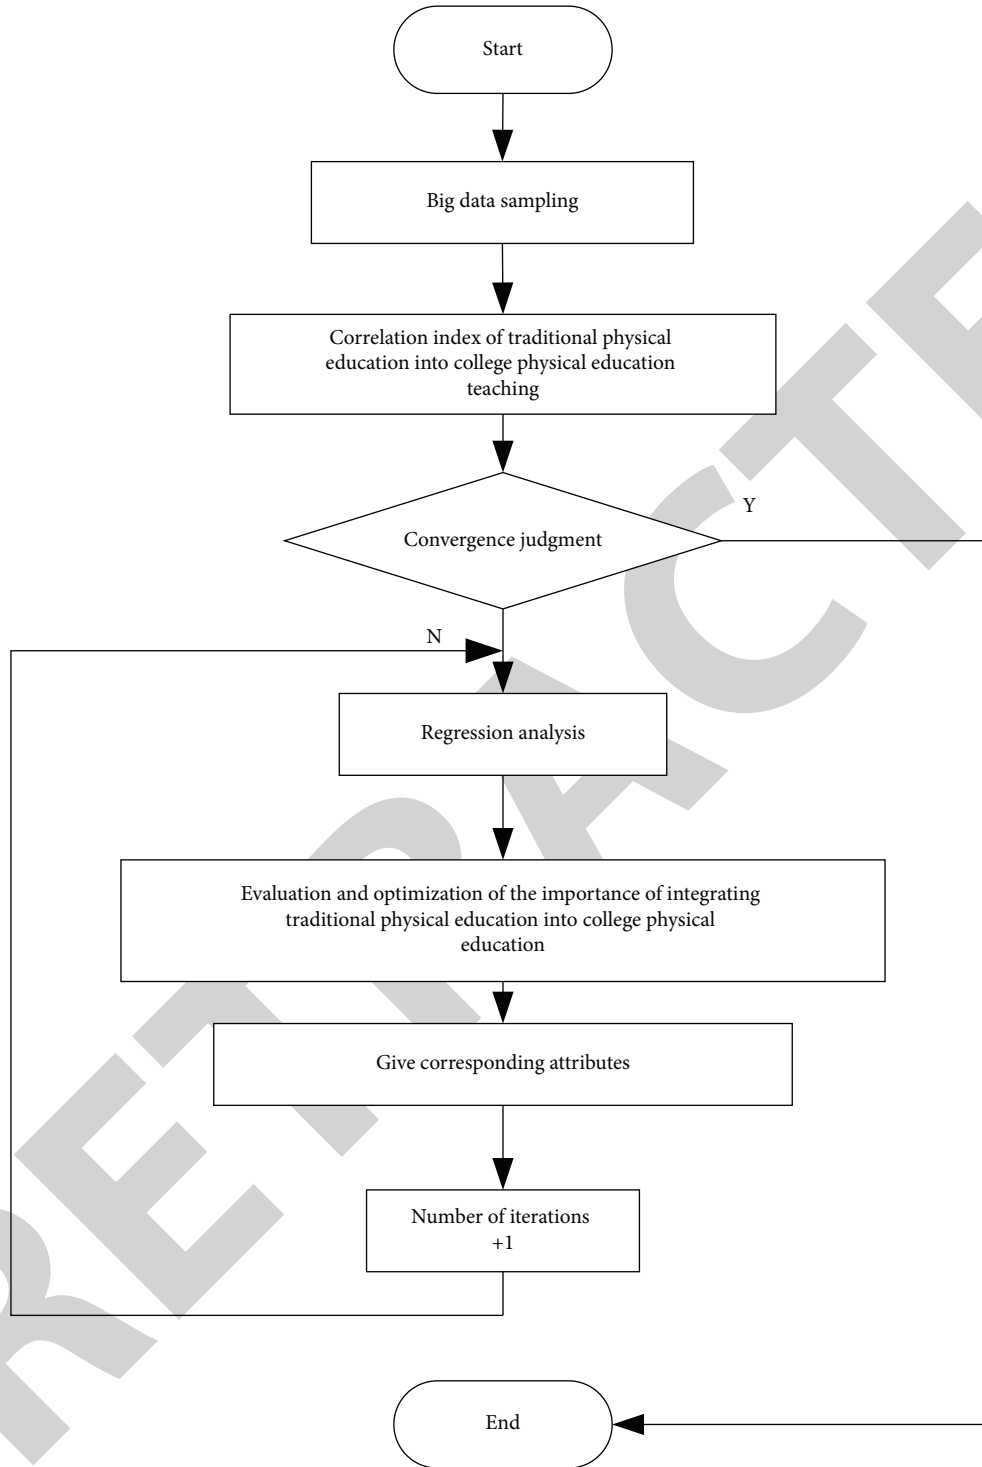 Start
Big data sampling
Correlation index of traditional physical
education into college physical education
teaching
Convergence judgment
Y
N
Regression analysis
Evaluation and optimization of the importance of integrating
traditional physical education into college physical
education
Give corresponding attributes
Number of iterations
+1
End
RETRACTE